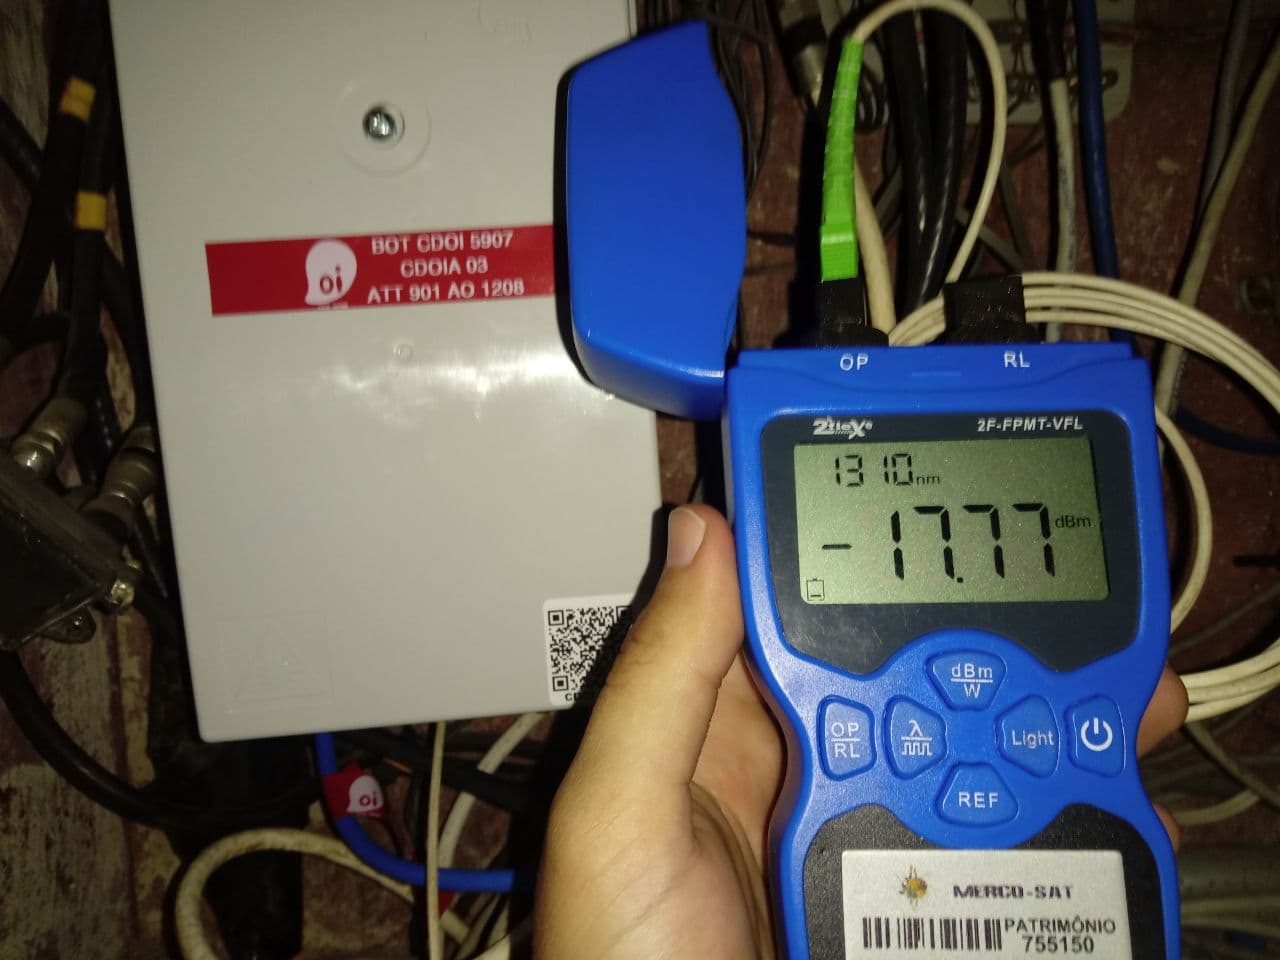 BOT CDOI 5907
oi
CDOIA 03
ATT 901 AO 1208
OP
RL
2flex®
2F-FPMT-VFL
1310nm
-17.77 dBm
dBm
W
OP
RL
λ
Light
REF
oi
MERCO-SAT
PATRIMÔNIO
755150